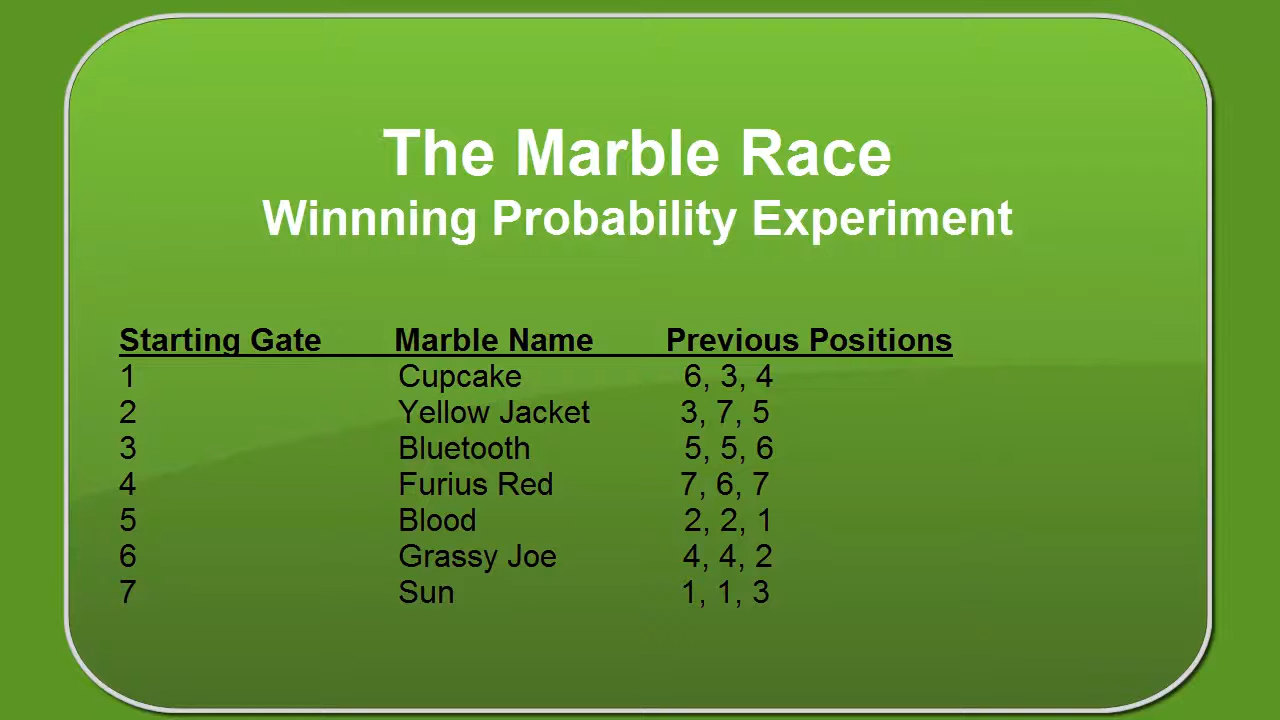 The Marble Race
Winnning Probability Experiment
Starting Gate Marble Name Previous Positions
1 Cupcake 6, 3, 4
2 Yellow Jacket 3, 7, 5
3 Bluetooth 5, 5, 6
4 Furius Red 7, 6, 7
5 Blood 2, 2, 1
6 Grassy Joe 4, 4, 2
7 Sun 1, 1, 3